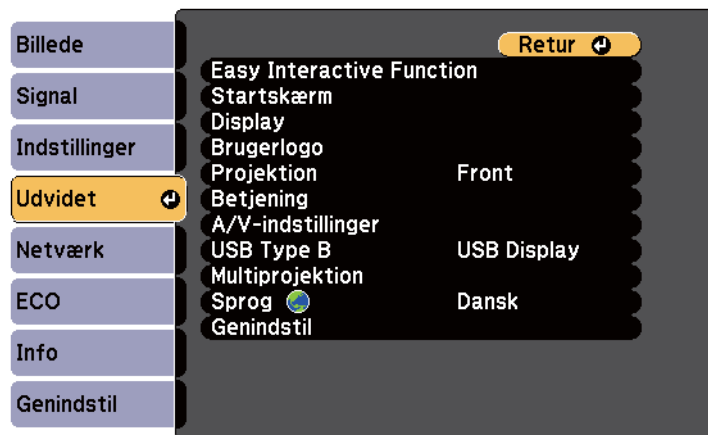 Billede
Signal
Indstillinger
Udvidet
Netværk
ECO
Info
Genindstil
Retur
Easy Interactive Function
Startskærm
Display
Brugerlogo
Projektion Front
Betjening
A/V-indstillinger
USB Type B USB Display
Multiprojektion
Sprog Dansk
Genindstil